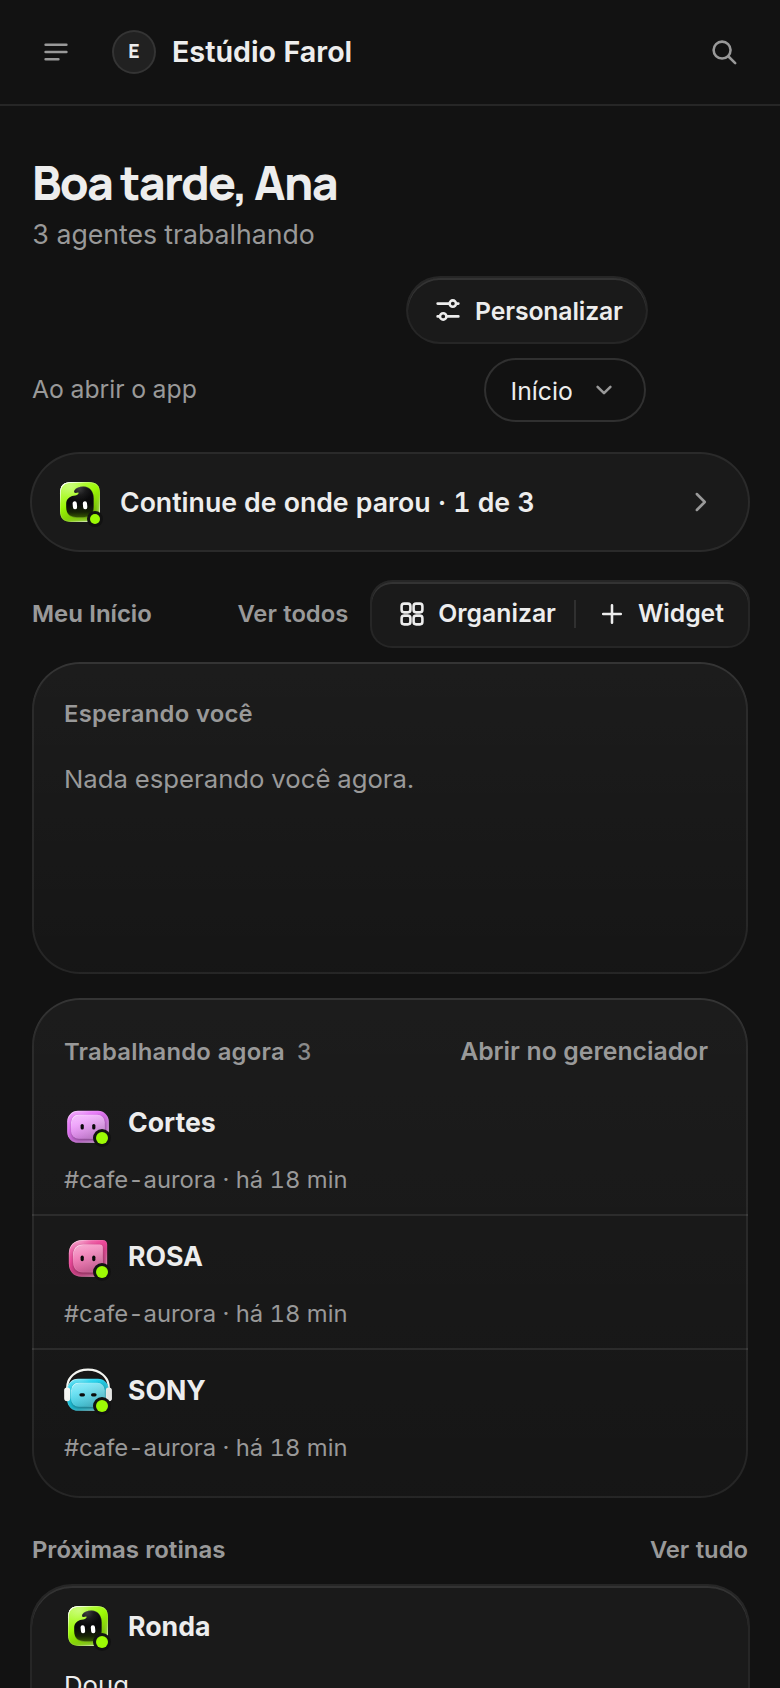 E Estúdio Farol
Boa tarde, Ana
3 agentes trabalhando
Personalizar
Ao abrir o app Início
Continue de onde parou · 1 de 3
Meu Início Ver todos Organizar Widget
Esperando você
Nada esperando você agora.
Trabalhando agora 3 Abrir no gerenciador
Cortes
#cafe-aurora · há 18 min
ROSA
#cafe-aurora · há 18 min
SONY
#cafe-aurora · há 18 min
Próximas rotinas Ver tudo
Ronda
Doug